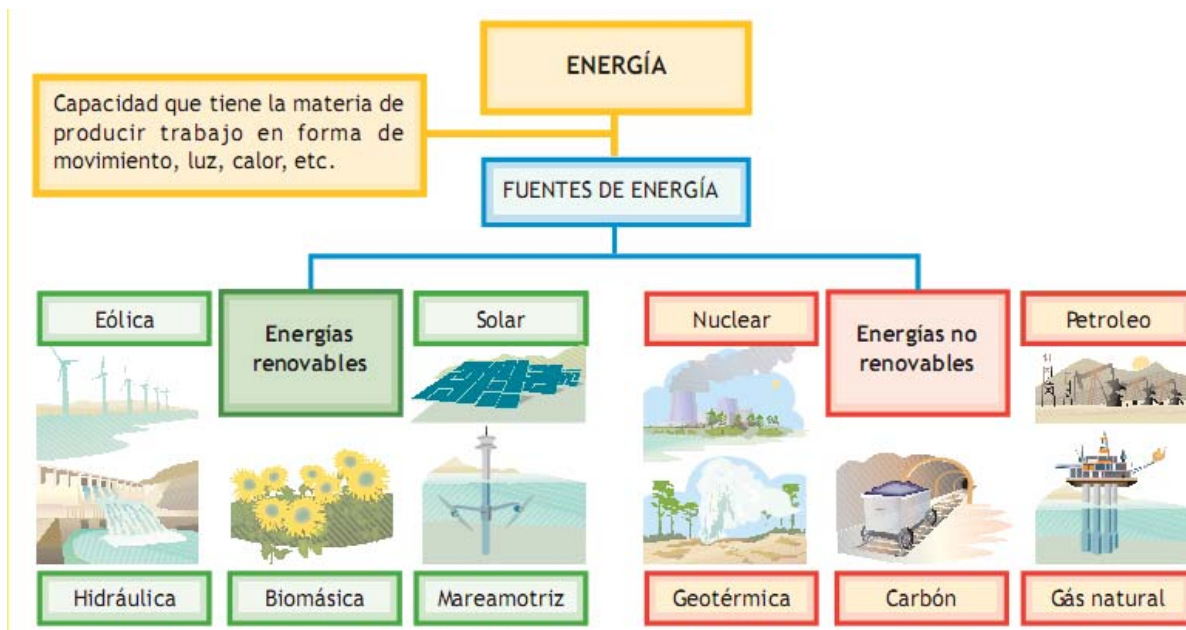 ENERGÍA
Capacidad que tiene la materia de
producir trabajo en forma de
movimiento, luz, calor, etc.
FUENTES DE ENERGÍA
Eólica
Energías
renovables
Solar
Nuclear
Energías no
renovables
Petroleo
Hidráulica
Biomásica
Mareamotriz
Geotérmica
Carbón
Gás natural